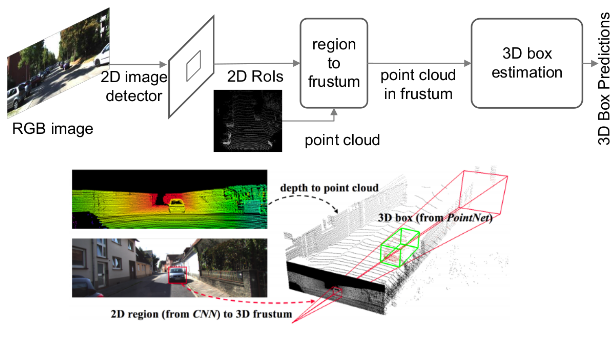 RGB image
2D image
detector
2D RoIs
point cloud
region
to
frustum
point cloud
in frustum
3D box
estimation
3D Box Predictions
depth to point cloud
3D box (from PointNet)
2D region (from CNN) to 3D frustum